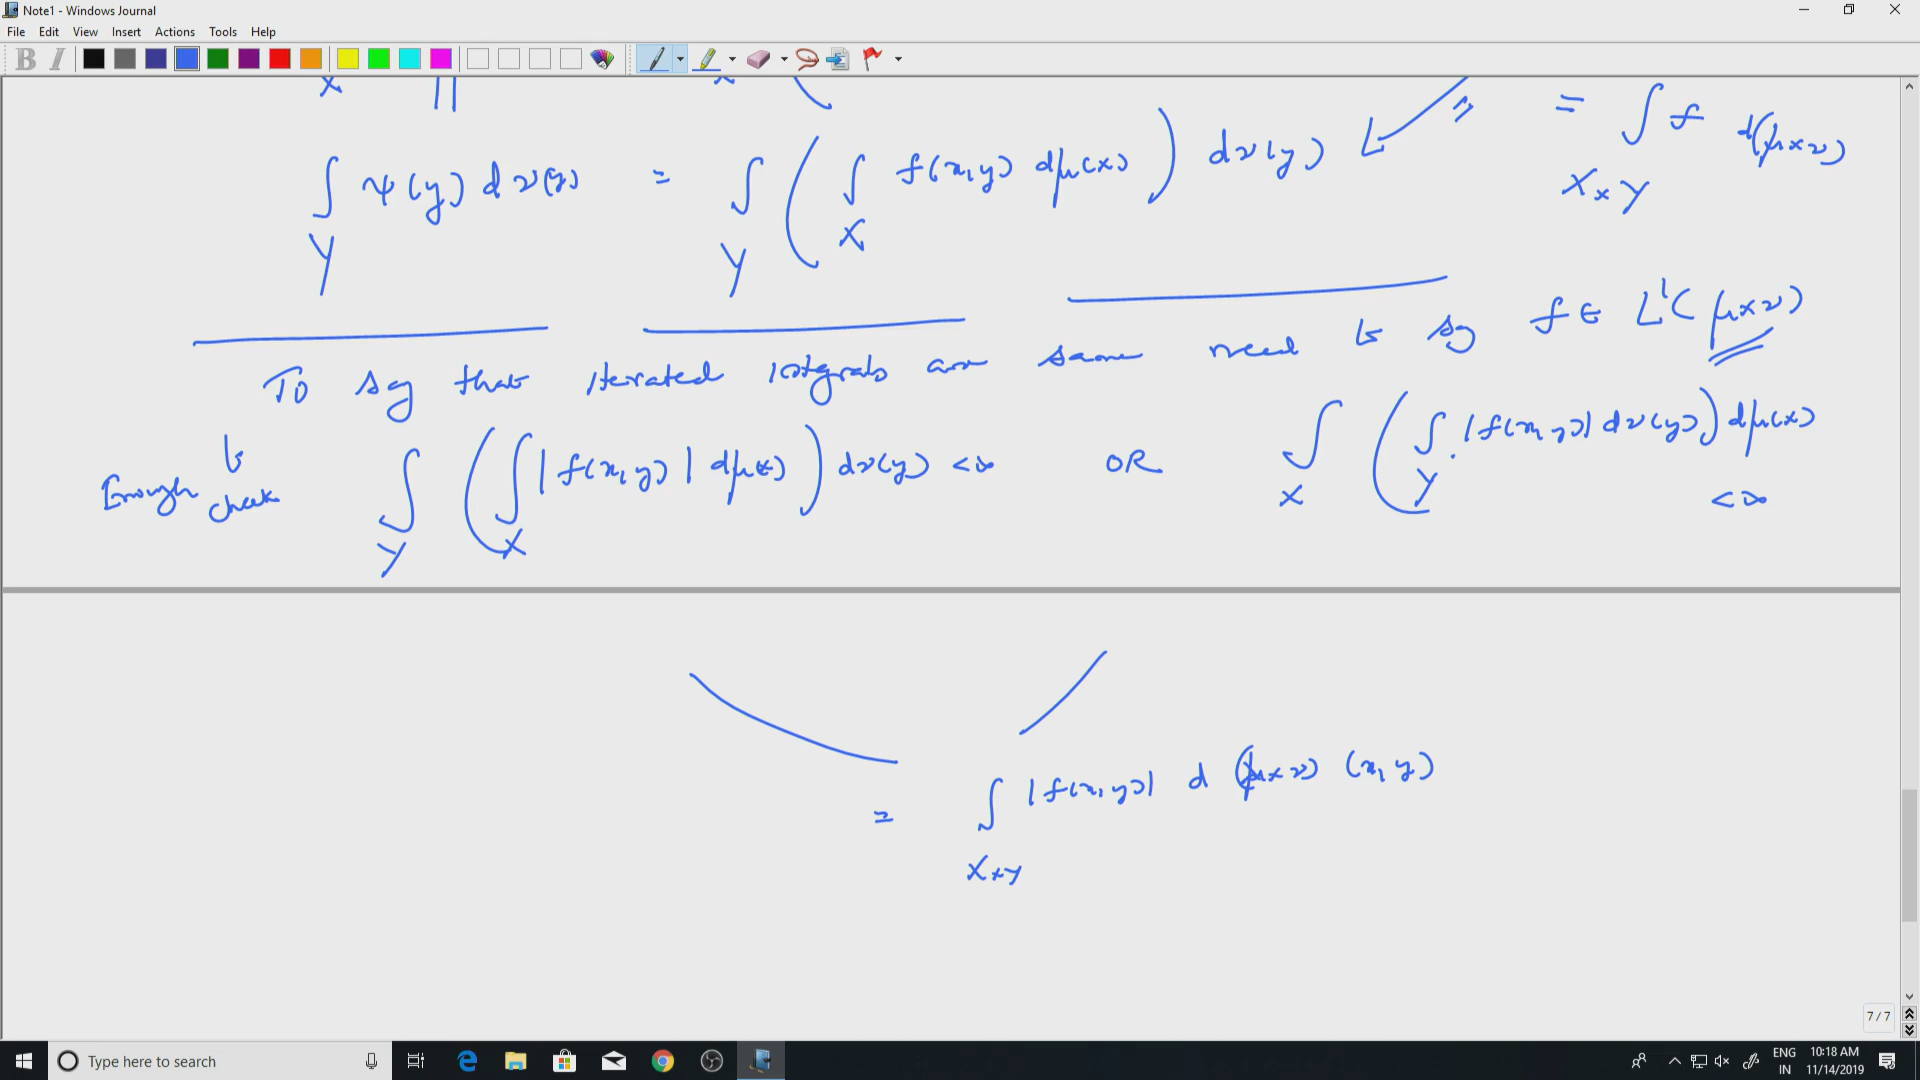 Note1 - Windows Journal
File Edit View Insert Actions Tools Help
B I
X || X
∫_Y ψ(y) dν(y) = ∫_Y ( ∫_X f(x,y) dμ(x) ) dν(y) = ∫_{X×Y} f d(μ×ν)
To say that iterated integrals are same need to say f ∈ L¹(μ×ν)
Enough to check ∫_Y ( ∫_X |f(x,y)| dμ(x) ) dν(y) < ∞ OR ∫_X ( ∫_Y |f(x,y)| dν(y) ) dμ(x) < ∞
= ∫_{X×Y} |f(x,y)| d(μ×ν)(x,y)
7 / 7
Type here to search
ENG
IN
10:18 AM
11/14/2019